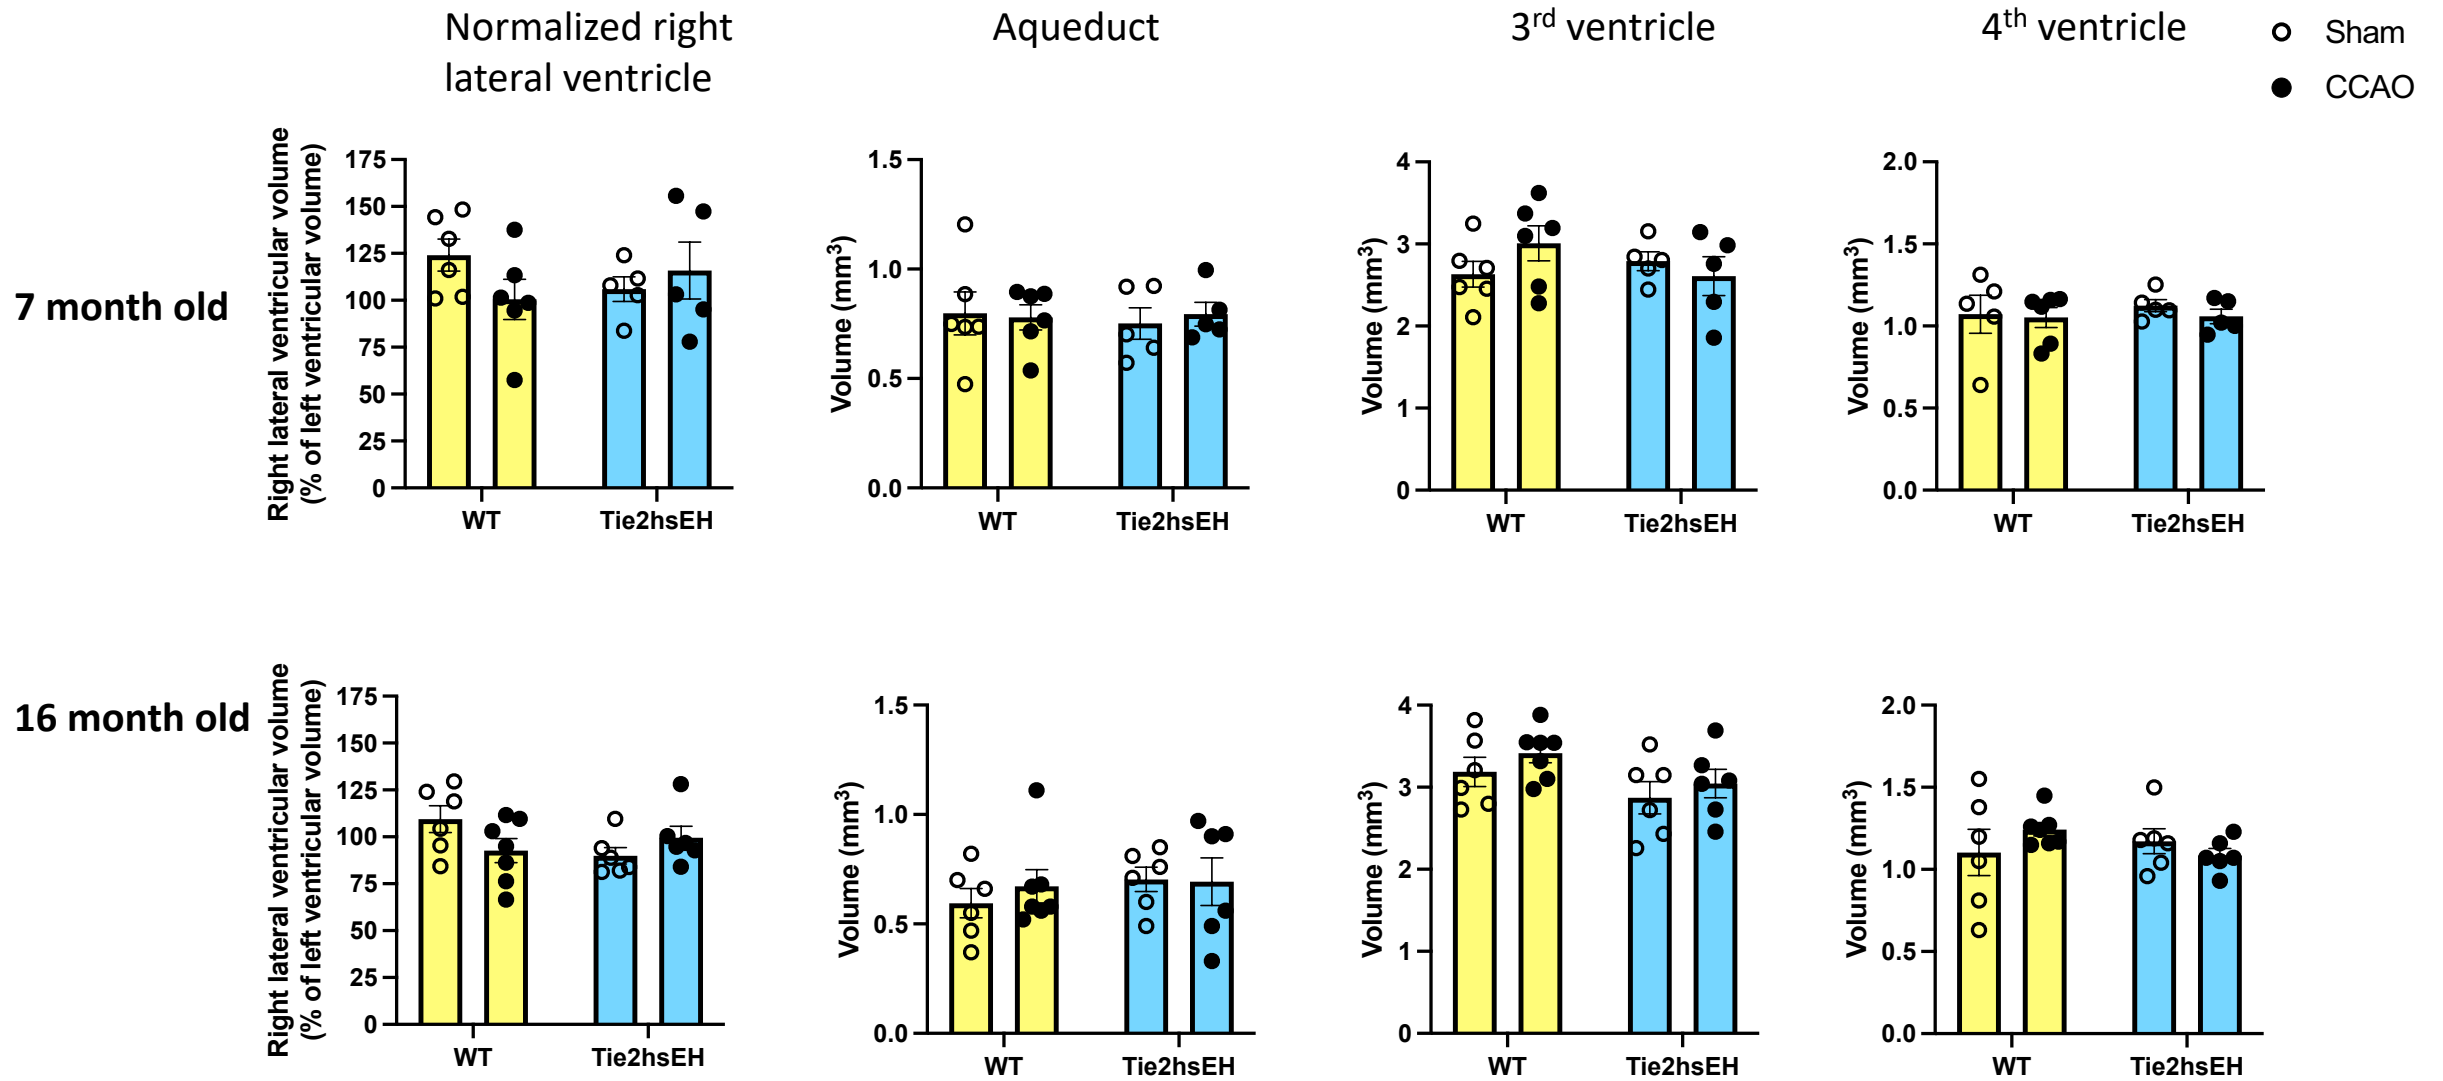 Normalized right
lateral ventricle
Aqueduct
3rd ventricle
4th ventricle
Sham
CCAO
7 month old
Right lateral ventricular volume
(% of left ventricular volume)
175
150
125
100
75
50
25
0
WT
Tie2hsEH
Volume (mm3)
1.5
1.0
0.5
0.0
WT
Tie2hsEH
Volume (mm3)
4
3
2
1
0
WT
Tie2hsEH
Volume (mm3)
2.0
1.5
1.0
0.5
0.0
WT
Tie2hsEH
16 month old
Right lateral ventricular volume
(% of left ventricular volume)
175
150
125
100
75
50
25
0
WT
Tie2hsEH
Volume (mm3)
1.5
1.0
0.5
0.0
WT
Tie2hsEH
Volume (mm3)
4
3
2
1
0
WT
Tie2hsEH
Volume (mm3)
2.0
1.5
1.0
0.5
0.0
WT
Tie2hsEH